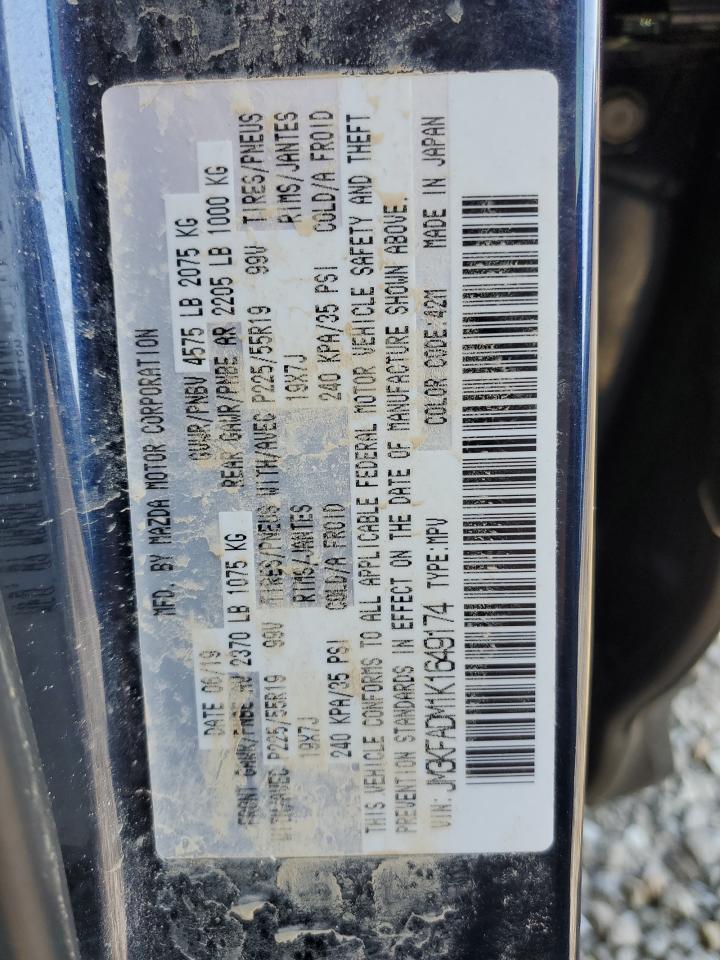 MFD. BY MAZDA MOTOR CORPORATION
DATE 06/19 GVWR/PNBV 4575 LB 2075 KG
FRONT GAWR/PNBE AV 2370 LB 1075 KG REAR GAWR/PNBE AR 2205 LB 1000 KG
WITH/AVEC P225/55R19 99V TIRES/PNEUS WITH/AVEC P225/55R19 99V TIRES/PNEUS
19X7J RIMS/JANTES 19X7J RIMS/JANTES
240 KPA/35 PSI COLD/A FROID 240 KPA/35 PSI COLD/A FROID
THIS VEHICLE CONFORMS TO ALL APPLICABLE FEDERAL MOTOR VEHICLE SAFETY AND THEFT
PREVENTION STANDARDS IN EFFECT ON THE DATE OF MANUFACTURE SHOWN ABOVE.
VIN: JM3KFADM1K1649174 TYPE:MPV COLOR CODE:42M MADE IN JAPAN